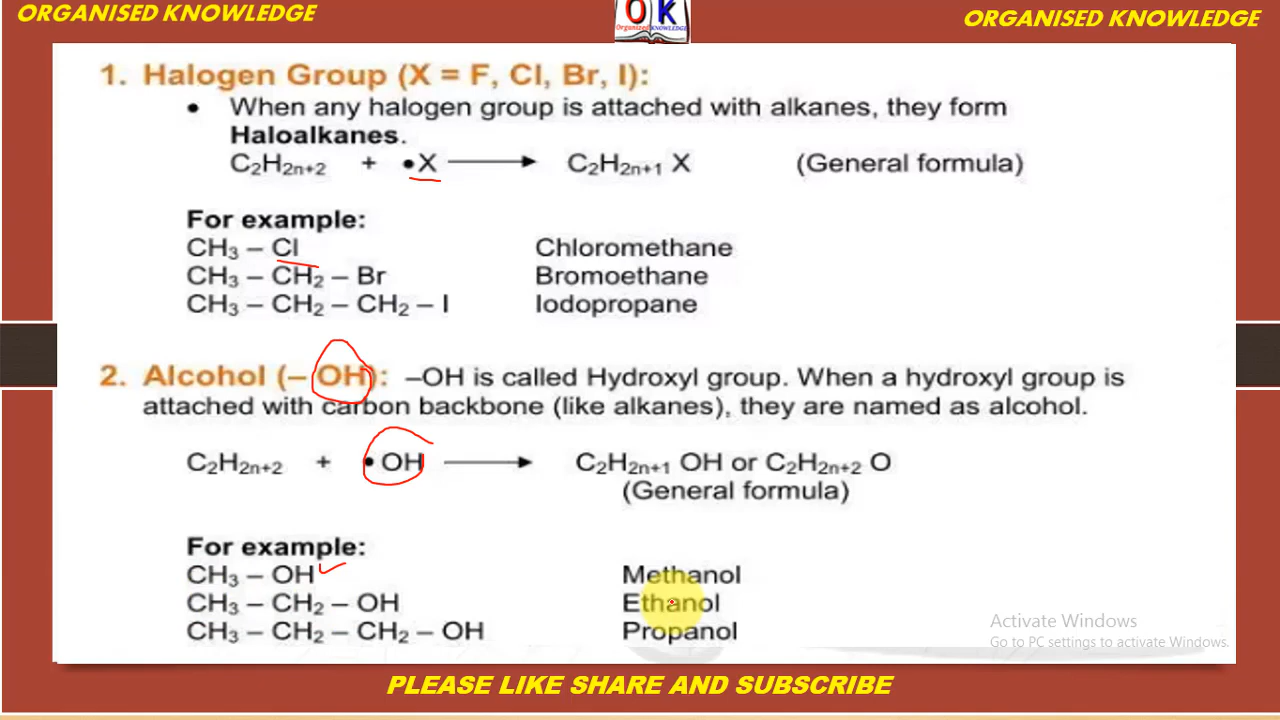 ORGANISED KNOWLEDGE
OK
Organized KNOWLEDGE
ORGANISED KNOWLEDGE
1. Halogen Group (X = F, Cl, Br, I):
• When any halogen group is attached with alkanes, they form
Haloalkanes.
C₂H₂ₙ₊₂ + •X ⟶ C₂H₂ₙ₊₁ X (General formula)
For example:
CH₃ – Cl Chloromethane
CH₃ – CH₂ – Br Bromoethane
CH₃ – CH₂ – CH₂ – I Iodopropane
2. Alcohol (– OH): –OH is called Hydroxyl group. When a hydroxyl group is
attached with carbon backbone (like alkanes), they are named as alcohol.
C₂H₂ₙ₊₂ + •OH ⟶ C₂H₂ₙ₊₁ OH or C₂H₂ₙ₊₂ O
(General formula)
For example:
CH₃ – OH Methanol
CH₃ – CH₂ – OH Ethanol
CH₃ – CH₂ – CH₂ – OH Propanol
Activate Windows
Go to PC settings to activate Windows.
PLEASE LIKE SHARE AND SUBSCRIBE